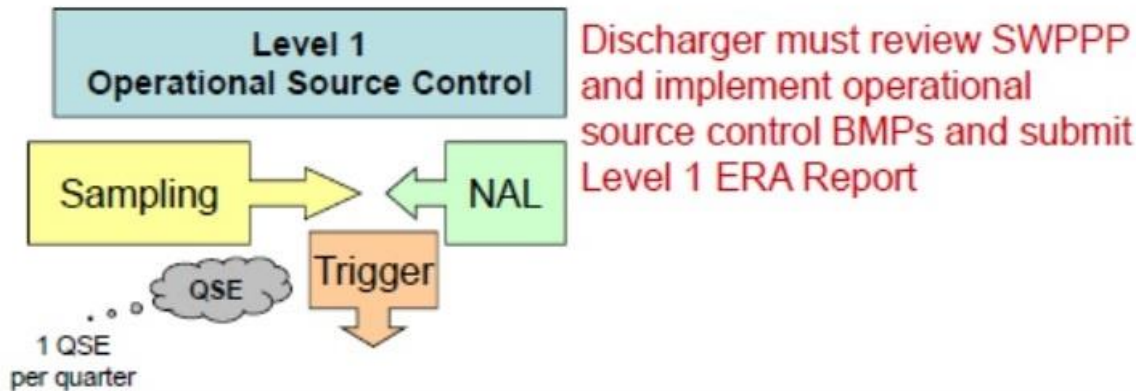 Level 1
Operational Source Control
Discharger must review SWPPP
and implement operational
source control BMPs and submit
Level 1 ERA Report
Sampling
NAL
Trigger
QSE
1 QSE
per quarter